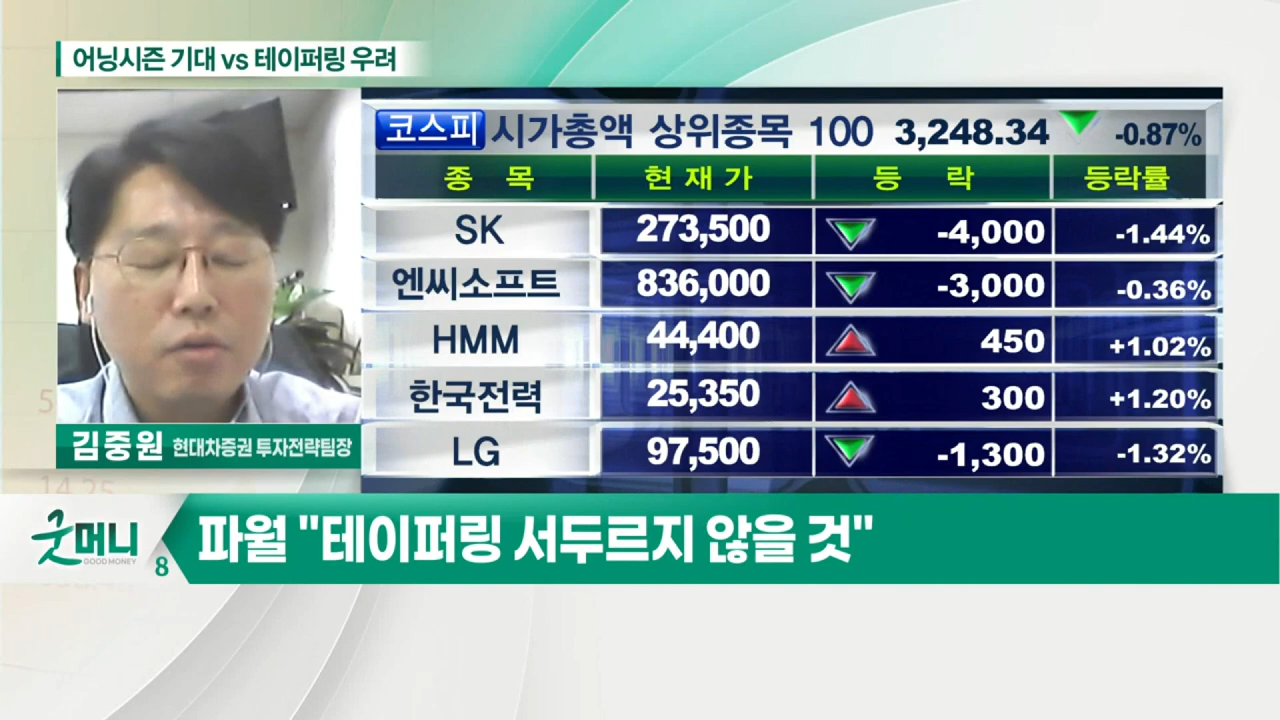 어닝시즌 기대 vs 테이퍼링 우려
코스피 시가총액 상위종목 100 3,248.34 -0.87%
종 목 현 재 가 등 락 등락률
SK 273,500 -4,000 -1.44%
엔씨소프트 836,000 -3,000 -0.36%
HMM 44,400 450 +1.02%
한국전력 25,350 300 +1.20%
LG 97,500 -1,300 -1.32%
김중원 현대차증권 투자전략팀장
굿머니 GOOD MONEY 8
파월 "테이퍼링 서두르지 않을 것"